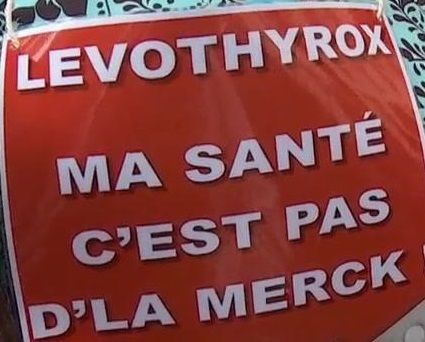 LEVOTHYROX
MA SANTÉ
C'EST PAS
D'LA MERCK !